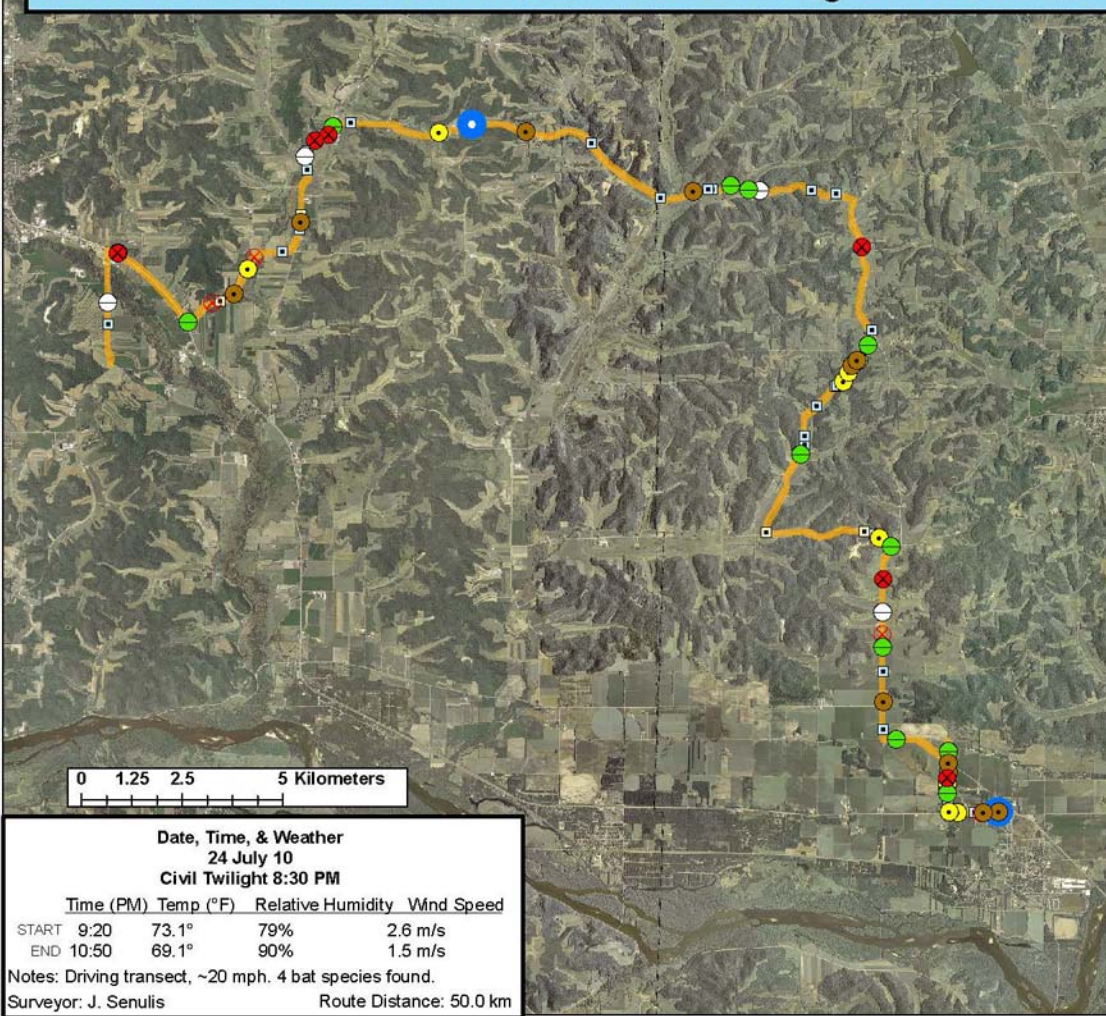 0 1.25 2.5 5 Kilometers
Date, Time, & Weather
24 July 10
Civil Twilight 8:30 PM
Time (PM) Temp (°F) Relative Humidity Wind Speed
START 9:20 73.1° 79% 2.6 m/s
END 10:50 69.1° 90% 1.5 m/s
Notes: Driving transect, ~20 mph. 4 bat species found.
Surveyor: J. Senulis Route Distance: 50.0 km